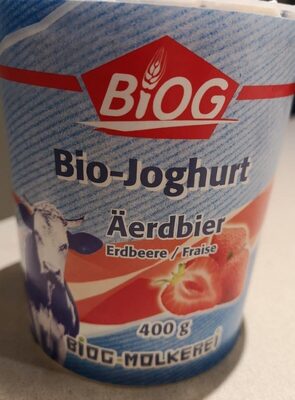 BiOG
Bio-Joghurt
Äerdbier
Erdbeere / Fraise
400 g
BIOG-MOLKEREI